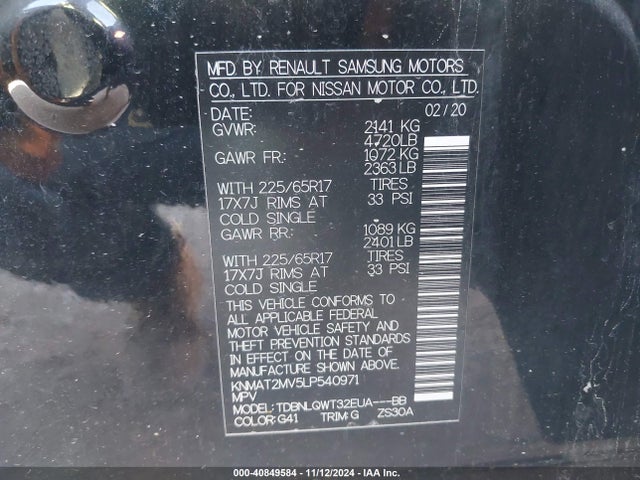 MFD BY RENAULT SAMSUNG MOTORS
CO., LTD. FOR NISSAN MOTOR CO., LTD.
DATE: 02/20
GVWR: 2141 KG
4720LB
GAWR FR: 1072 KG
2363 LB
WITH 225/65R17 TIRES
17X7J RIMS AT 33 PSI
COLD SINGLE
GAWR RR: 1089 KG
2401 LB
WITH 225/65R17 TIRES
17X7J RIMS AT 33 PSI
COLD SINGLE
THIS VEHICLE CONFORMS TO
ALL APPLICABLE FEDERAL
MOTOR VEHICLE SAFETY AND
THEFT PREVENTION STANDARDS
IN EFFECT ON THE DATE OF
MANUFACTURE SHOWN ABOVE.
KNMAT2MV5LP540971
MPV
MODEL: TDBNLQWT32EUA---BB
COLOR: G41 TRIM: G ZS30A
000-40849584 - 11/12/2024 - IAA Inc.